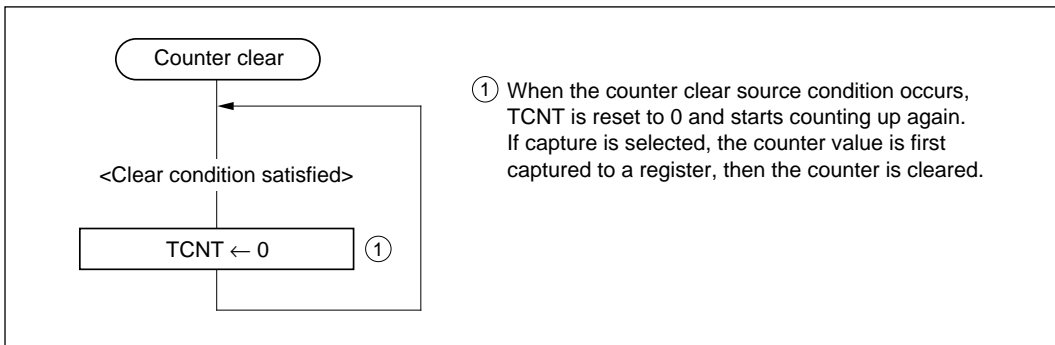 Counter clear
<Clear condition satisfied>
TCNT ← 0
①
① When the counter clear source condition occurs,
TCNT is reset to 0 and starts counting up again.
If capture is selected, the counter value is first
captured to a register, then the counter is cleared.